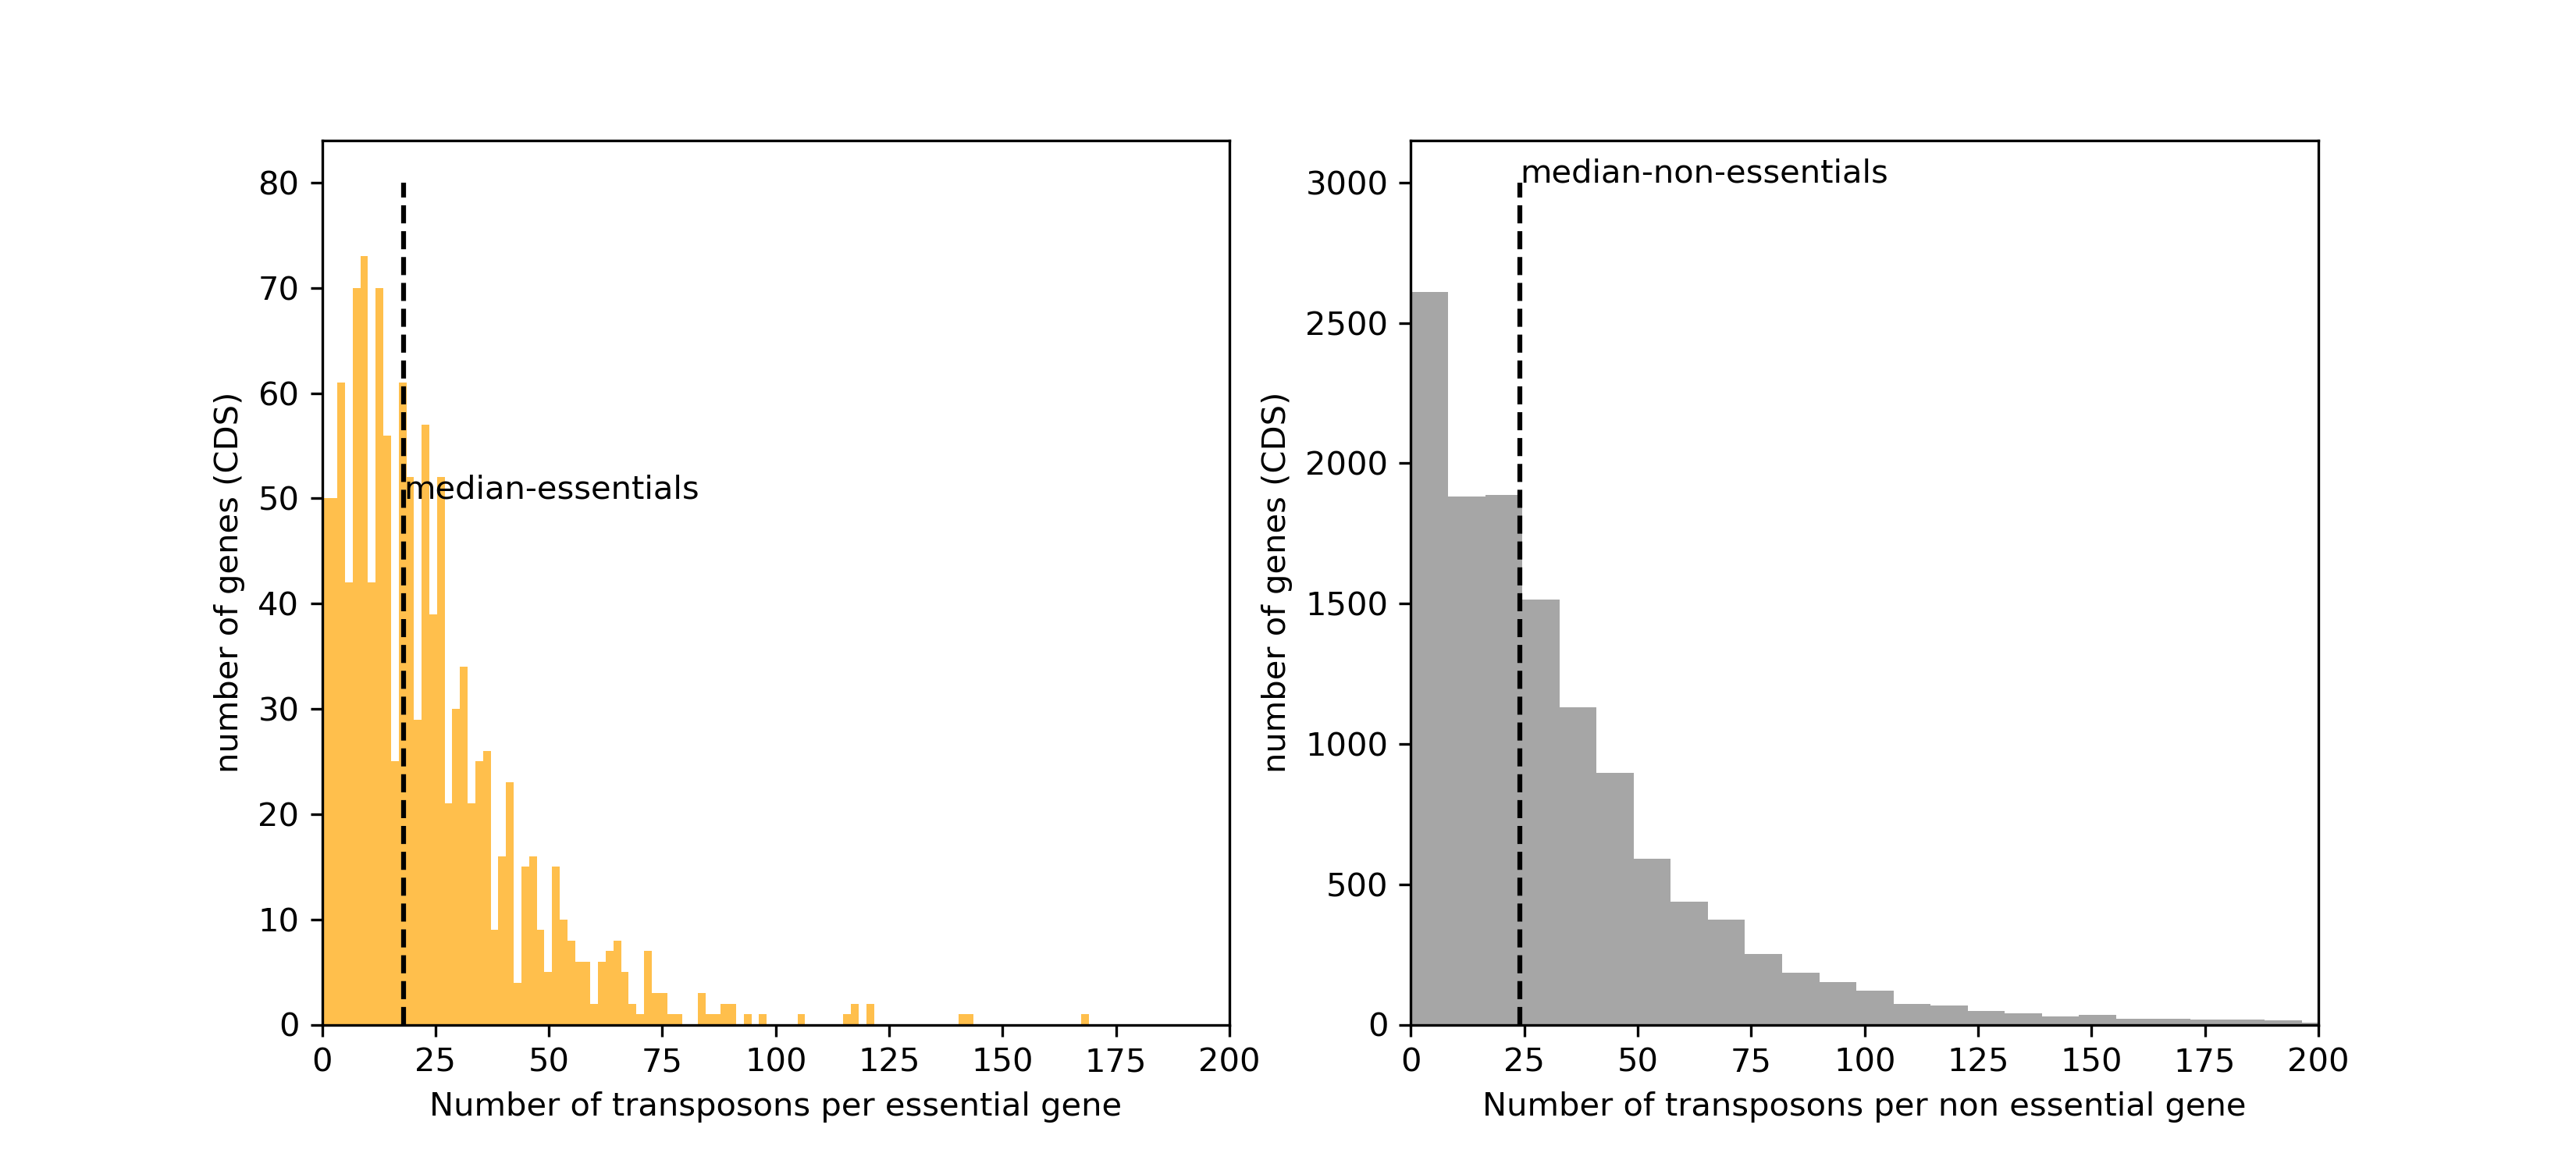 number of genes (CDS)
80
70
60
50
40
30
20
10
0
median-essentials
0 25 50 75 100 125 150 175 200
Number of transposons per essential gene
number of genes (CDS)
3000
2500
2000
1500
1000
500
0
median-non-essentials
0 25 50 75 100 125 150 175 200
Number of transposons per non essential gene